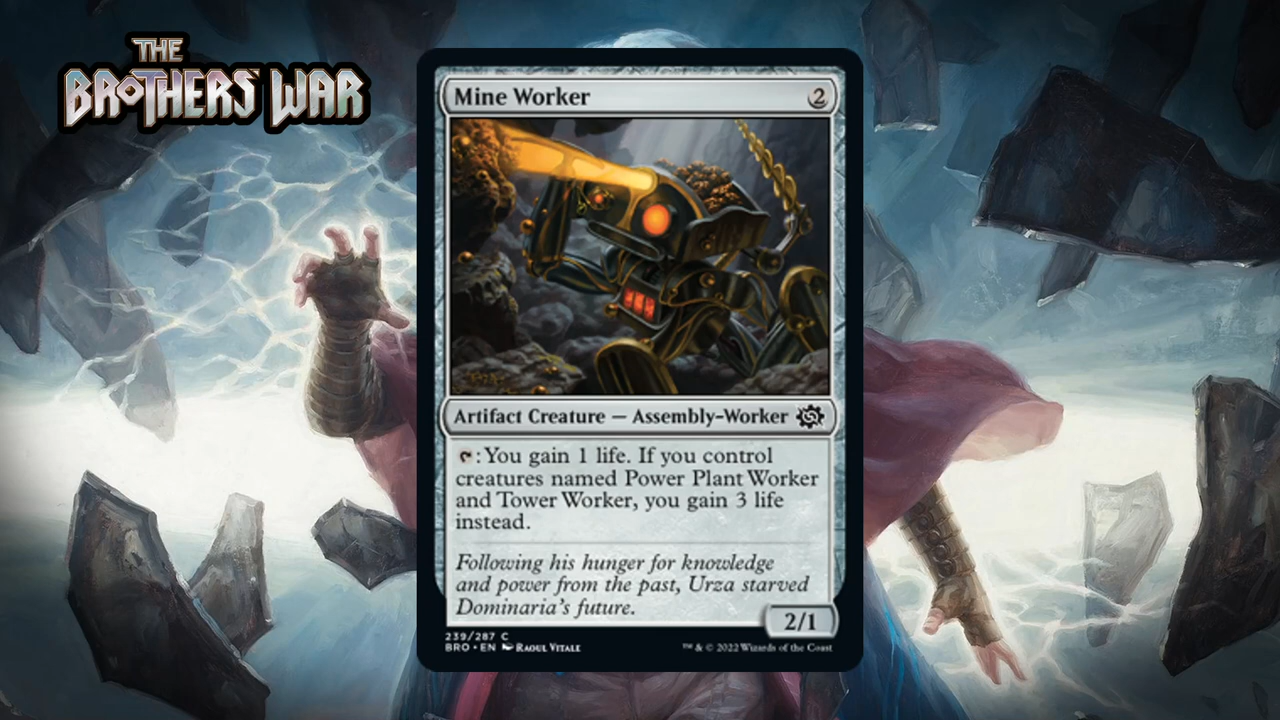 THE
BROTHERS' WAR
Mine Worker 2
Artifact Creature — Assembly-Worker
: You gain 1 life. If you control
creatures named Power Plant Worker
and Tower Worker, you gain 3 life
instead.
Following his hunger for knowledge
and power from the past, Urza starved
Dominaria's future.
2/1
239/287 C
BRO • EN RAOUL VITALE
™ & © 2022 Wizards of the Coast